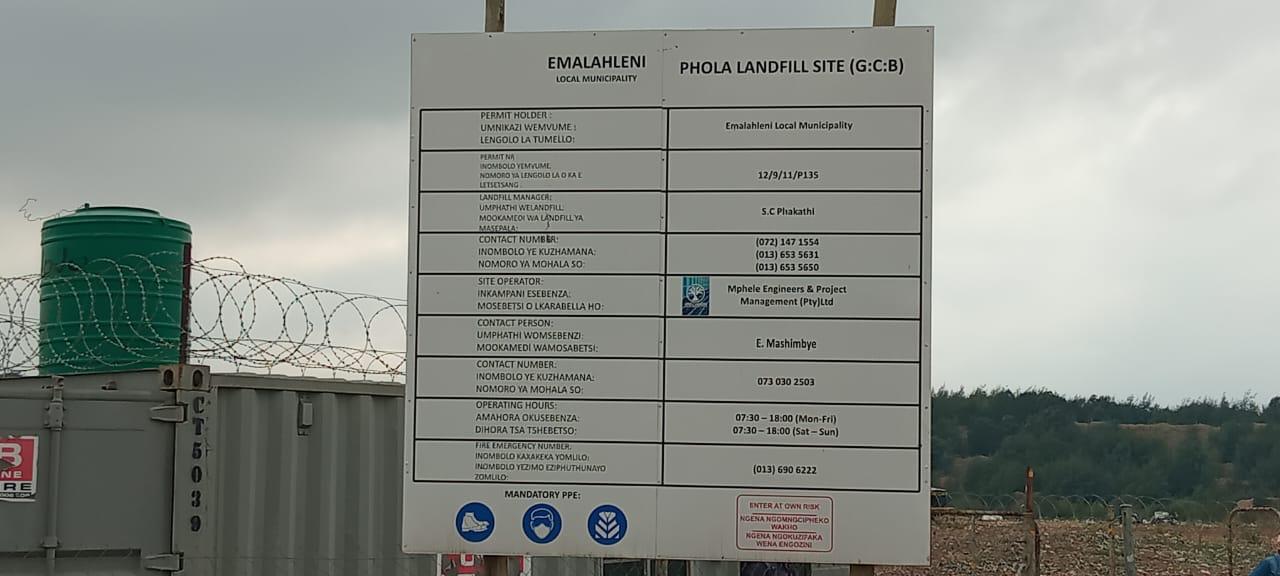 EMALAHLENI
LOCAL MUNICIPALITY
PHOLA LANDFILL SITE (G:C:B)
PERMIT HOLDER :
UMNIKAZI WEMVUME :
LENGOLO LA TUMELLO:
Emalahleni Local Municipality
PERMIT NR
INOMBOLO YEMVUME,
NOMORO YA LENGOLO LA O KA E
LETSETSANG :
12/9/11/P135
LANDFILL MANAGER:
UMPHATHI WELANDFILL:
MOOKAMEDI WA LANDFILL YA
MASEPALA:
S.C Phakathi
CONTACT NUMBER:
INOMBOLO YE KUZHAMANA:
NOMORO YA MOHALA SO:
(072) 147 1554
(013) 653 5631
(013) 653 5650
SITE OPERATOR:
INKAMPANI ESEBENZA:
MOSEBETSI O LKARABELLA HO:
Mphele Engineers & Project
Management (Pty)Ltd
CONTACT PERSON:
UMPHATHI WOMSEBENZI:
MOOKAMEDI WAMOSABETSI:
E. Mashimbye
CONTACT NUMBER:
INOMBOLO YE KUZHAMANA:
NOMORO YA MOHALA SO:
073 030 2503
OPERATING HOURS:
AMAHORA OKUSEBENZA:
DIHORA TSA TSHEBETSO:
07:30 – 18:00 (Mon-Fri)
07:30 – 18:00 (Sat – Sun)
FIRE EMERGENCY NUMBER:
INOMBOLO KAXAKEKA YOMLILO:
INOMBOLO YEZIMO EZIPHUTHUNAYO
ZOMLILO:
(013) 690 6222
MANDATORY PPE:
ENTER AT OWN RISK
NGENA NGOMNGCIPHEKO
WAKHO
NGENA NGOKUZIFAKA
WENA ENGOZINI
CT5039